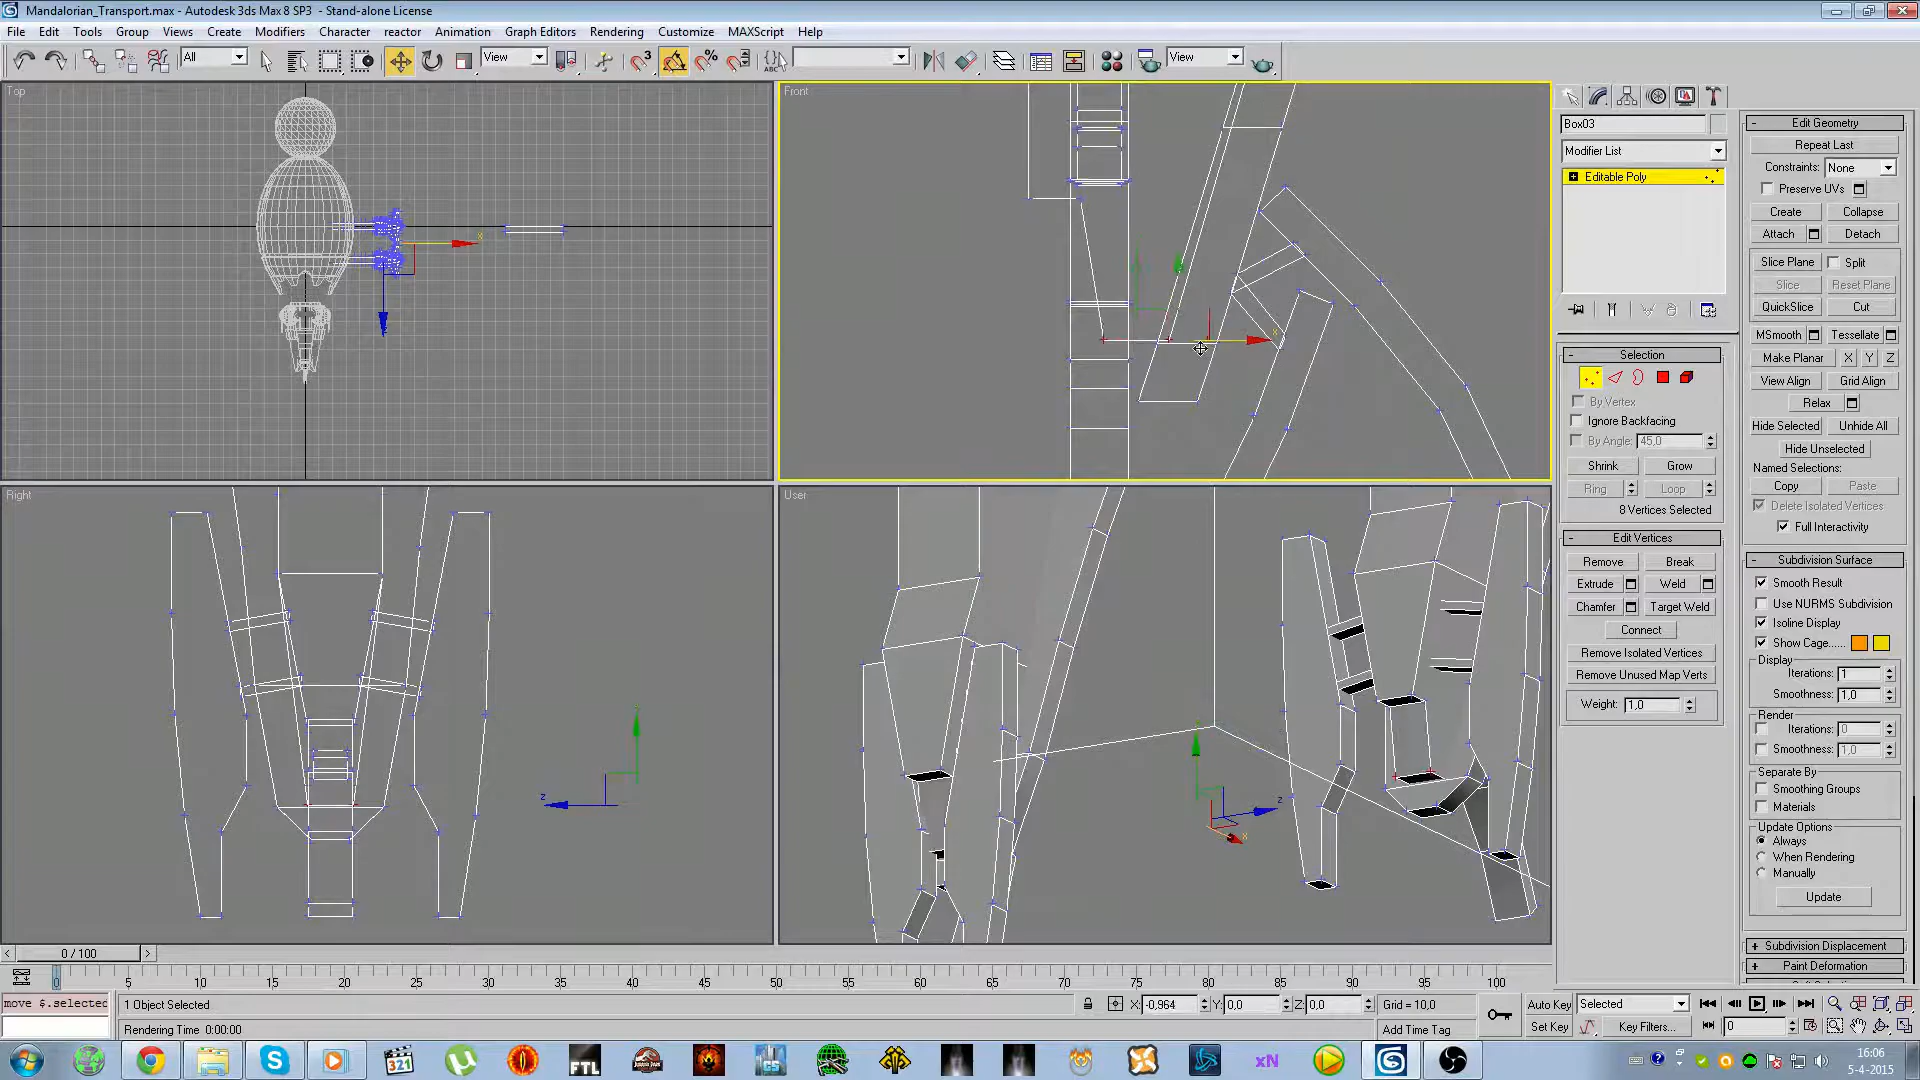 Mandalorian_Transport.max - Autodesk 3ds Max 8 SP3 - Stand-alone License
File Edit Tools Group Views Create Modifiers Character reactor Animation Graph Editors Rendering Customize MAXScript Help
All View View
Top
Front
Right
User
Box03
Modifier List
Editable Poly
Selection
By Vertex
Ignore Backfacing
By Angle: 45,0
Shrink Grow
Ring Loop
8 Vertices Selected
Edit Vertices
Remove Break
Extrude Weld
Chamfer Target Weld
Connect
Remove Isolated Vertices
Remove Unused Map Verts
Weight: 1,0
Edit Geometry
Repeat Last
Constraints: None
Preserve UVs
Create Collapse
Attach Detach
Slice Plane Split
Slice Reset Plane
QuickSlice Cut
MSmooth Tessellate
Make Planar X Y Z
View Align Grid Align
Relax
Hide Selected Unhide All
Hide Unselected
Named Selections:
Copy Paste
Delete Isolated Vertices
Full Interactivity
Subdivision Surface
Smooth Result
Use NURMS Subdivision
Isoline Display
Show Cage......
Display
Iterations: 1
Smoothness: 1,0
Render
Iterations: 0
Smoothness: 1,0
Separate By
Smoothing Groups
Materials
Update Options
Always
When Rendering
Manually
Update
Subdivision Displacement
Paint Deformation
0 / 100
0 5 10 15 20 25 30 35 40 45 50 55 60 65 70 75 80 85 90 95 100
move $.selected
1 Object Selected
X: -0,964 Y: 0,0 Z: 0,0 Grid = 10,0
Auto Key Selected
Rendering Time 0:00:00
Add Time Tag
Set Key Key Filters... 0
321 FTL xN
16:06
5-4-2015